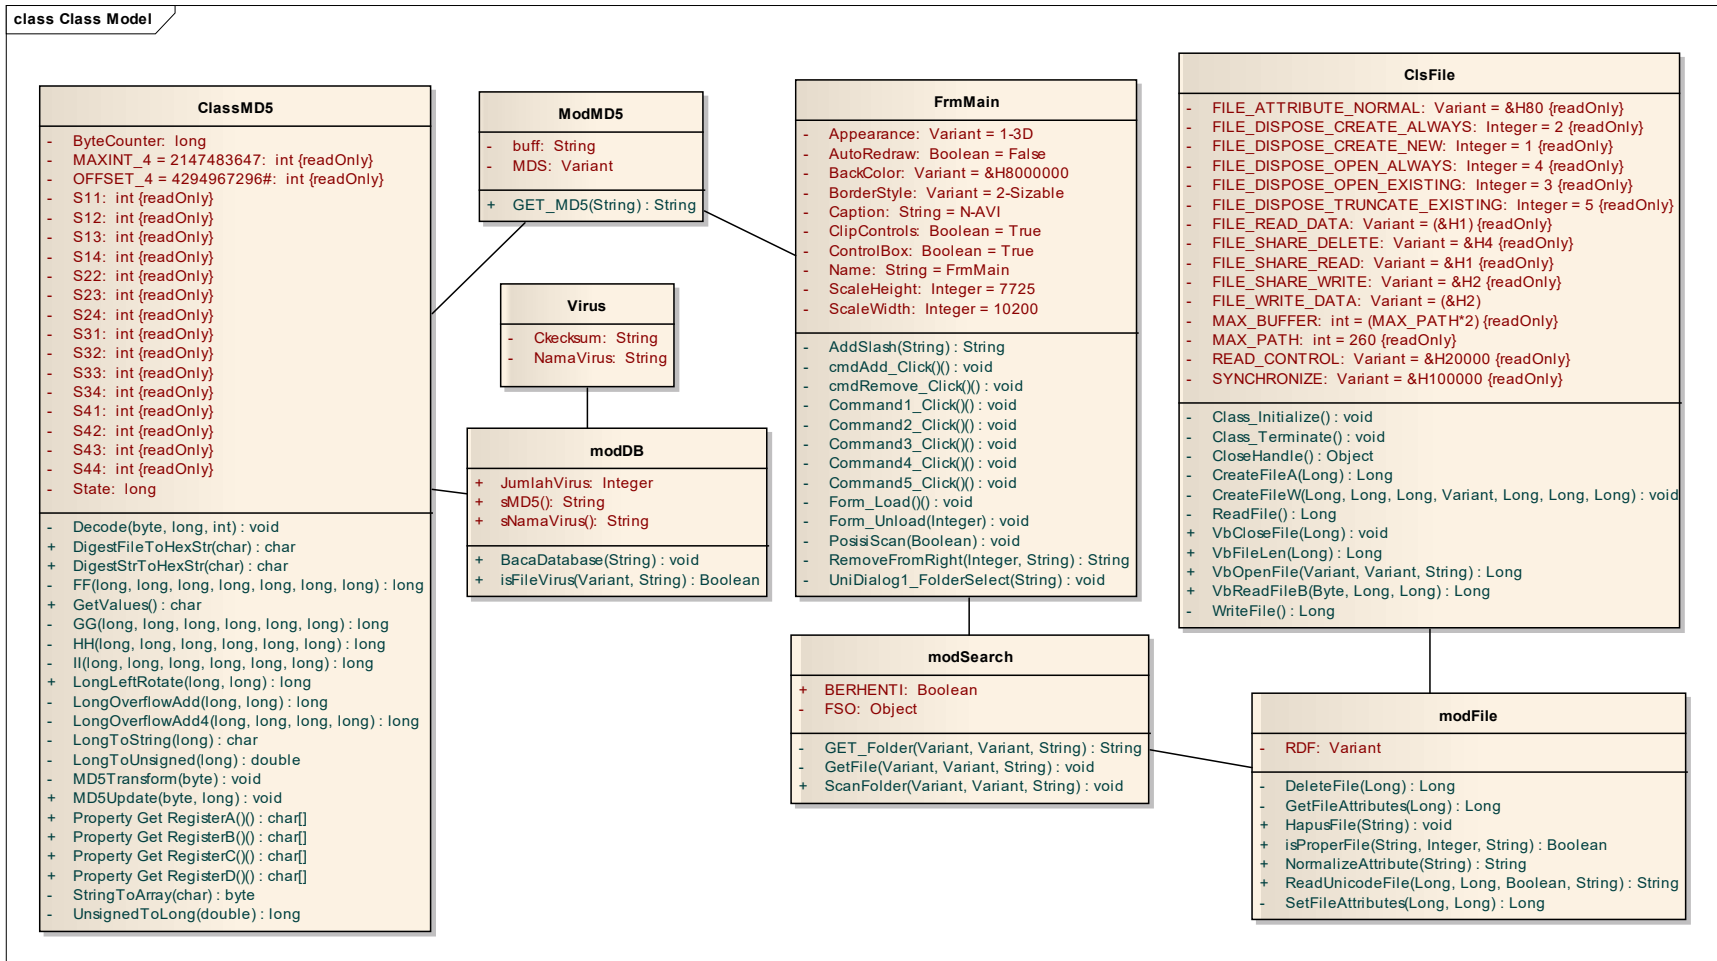 class Class Model
ClassMD5
- ByteCounter: long
- MAXINT_4 = 2147483647: int {readOnly}
- OFFSET_4 = 4294967296#: int {readOnly}
- S11: int {readOnly}
- S12: int {readOnly}
- S13: int {readOnly}
- S14: int {readOnly}
- S22: int {readOnly}
- S23: int {readOnly}
- S24: int {readOnly}
- S31: int {readOnly}
- S32: int {readOnly}
- S33: int {readOnly}
- S34: int {readOnly}
- S41: int {readOnly}
- S42: int {readOnly}
- S43: int {readOnly}
- S44: int {readOnly}
- State: long
- Decode(byte, long, int) : void
+ DigestFileToHexStr(char) : char
+ DigestStrToHexStr(char) : char
- FF(long, long, long, long, long, long, long) : long
+ GetValues() : char
- GG(long, long, long, long, long, long) : long
- HH(long, long, long, long, long, long) : long
- II(long, long, long, long, long, long) : long
+ LongLeftRotate(long, long) : long
- LongOverflowAdd(long, long) : long
- LongOverflowAdd4(long, long, long, long) : long
- LongToString(long) : char
- LongToUnsigned(long) : double
- MD5Transform(byte) : void
+ MD5Update(byte, long) : void
+ Property Get RegisterA()() : char[]
+ Property Get RegisterB()() : char[]
+ Property Get RegisterC()() : char[]
+ Property Get RegisterD()() : char[]
- StringToArray(char) : byte
- UnsignedToLong(double) : long
ModMD5
- buff: String
- MDS: Variant
+ GET_MD5(String) : String
Virus
- Ckecksum: String
- NamaVirus: String
modDB
+ JumlahVirus: Integer
+ sMD5(): String
+ sNamaVirus(): String
+ BacaDatabase(String) : void
+ isFileVirus(Variant, String) : Boolean
FrmMain
- Appearance: Variant = 1-3D
- AutoRedraw: Boolean = False
- BackColor: Variant = &H8000000
- BorderStyle: Variant = 2-Sizable
- Caption: String = N-AVI
- ClipControls: Boolean = True
- ControlBox: Boolean = True
- Name: String = FrmMain
- ScaleHeight: Integer = 7725
- ScaleWidth: Integer = 10200
- AddSlash(String) : String
- cmdAdd_Click()() : void
- cmdRemove_Click()() : void
- Command1_Click()() : void
- Command2_Click()() : void
- Command3_Click()() : void
- Command4_Click()() : void
- Command5_Click()() : void
- Form_Load()() : void
- Form_Unload(Integer) : void
- PosisiScan(Boolean) : void
- RemoveFromRight(Integer, String) : String
- UniDialog1_FolderSelect(String) : void
modSearch
+ BERHENTI: Boolean
- FSO: Object
- GET_Folder(Variant, Variant, String) : String
- GetFile(Variant, Variant, String) : void
+ ScanFolder(Variant, Variant, String) : void
ClsFile
- FILE_ATTRIBUTE_NORMAL: Variant = &H80 {readOnly}
- FILE_DISPOSE_CREATE_ALWAYS: Integer = 2 {readOnly}
- FILE_DISPOSE_CREATE_NEW: Integer = 1 {readOnly}
- FILE_DISPOSE_OPEN_ALWAYS: Integer = 4 {readOnly}
- FILE_DISPOSE_OPEN_EXISTING: Integer = 3 {readOnly}
- FILE_DISPOSE_TRUNCATE_EXISTING: Integer = 5 {readOnly}
- FILE_READ_DATA: Variant = (&H1) {readOnly}
- FILE_SHARE_DELETE: Variant = &H4 {readOnly}
- FILE_SHARE_READ: Variant = &H1 {readOnly}
- FILE_SHARE_WRITE: Variant = &H2 {readOnly}
- FILE_WRITE_DATA: Variant = (&H2)
- MAX_BUFFER: int = (MAX_PATH*2) {readOnly}
- MAX_PATH: int = 260 {readOnly}
- READ_CONTROL: Variant = &H20000 {readOnly}
- SYNCHRONIZE: Variant = &H100000 {readOnly}
- Class_Initialize() : void
- Class_Terminate() : void
- CloseHandle() : Object
- CreateFileA(Long) : Long
- CreateFileW(Long, Long, Long, Variant, Long, Long, Long) : void
- ReadFile() : Long
+ VbCloseFile(Long) : void
+ VbFileLen(Long) : Long
+ VbOpenFile(Variant, Variant, String) : Long
+ VbReadFileB(Byte, Long, Long) : Long
- WriteFile() : Long
modFile
- RDF: Variant
- DeleteFile(Long) : Long
- GetFileAttributes(Long) : Long
+ HapusFile(String) : void
+ isProperFile(String, Integer, String) : Boolean
+ NormalizeAttribute(String) : String
+ ReadUnicodeFile(Long, Long, Boolean, String) : String
- SetFileAttributes(Long, Long) : Long